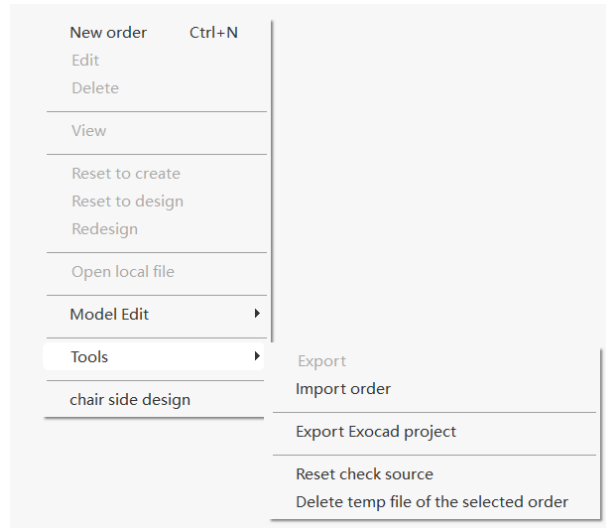 New order Ctrl+N
Edit
Delete
View
Reset to create
Reset to design
Redesign
Open local file
Model Edit
Tools
chair side design
Export
Import order
Export Exocad project
Reset check source
Delete temp file of the selected order